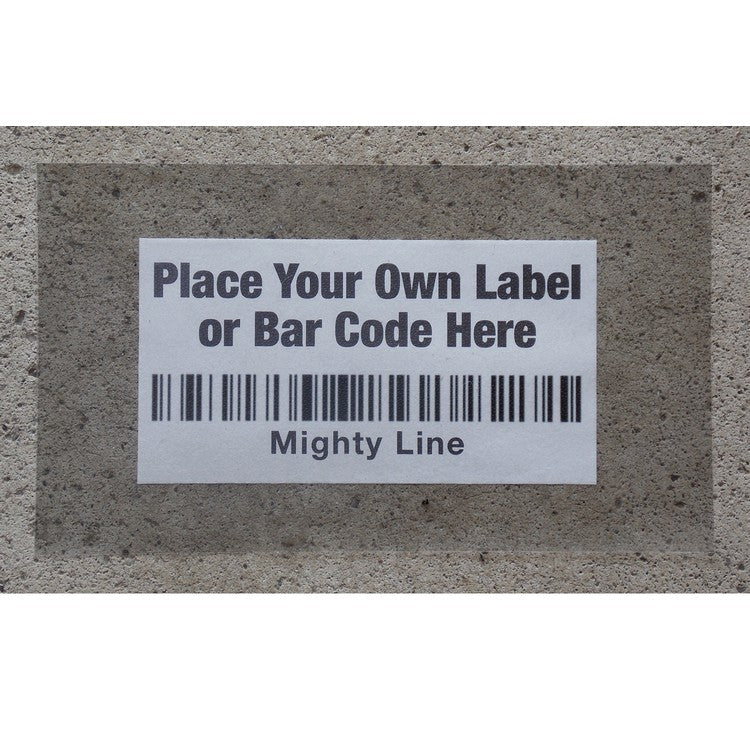 Place Your Own Label
or Bar Code Here
Mighty Line